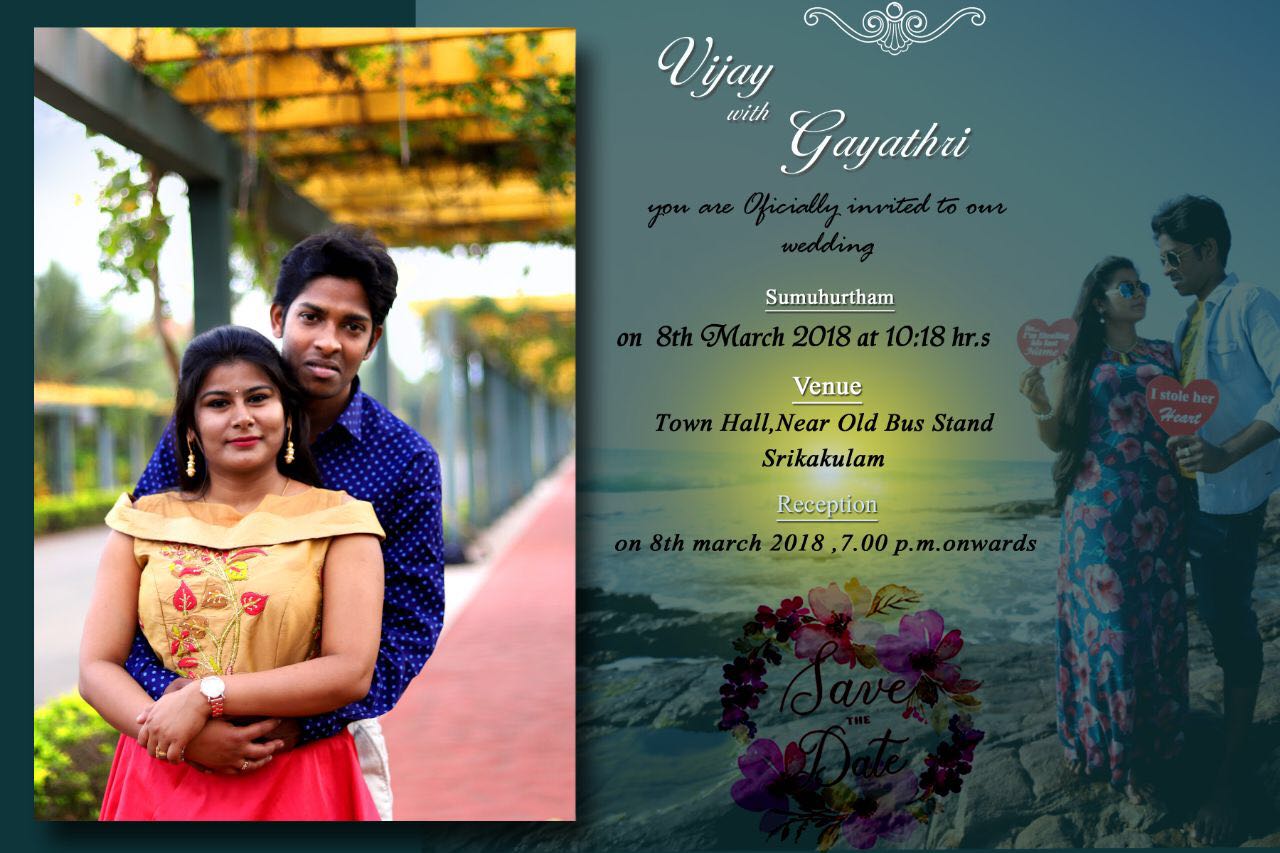 Vijay
with
Gayathri
you are Oficially invited to our
wedding
Sumuhurtham
on 8th March 2018 at 10:18 hr.s
Venue
Town Hall,Near Old Bus Stand
Srikakulam
Reception
on 8th march 2018 ,7.00 p.m.onwards
Name
I stole her
Heart
Save
THE
Date